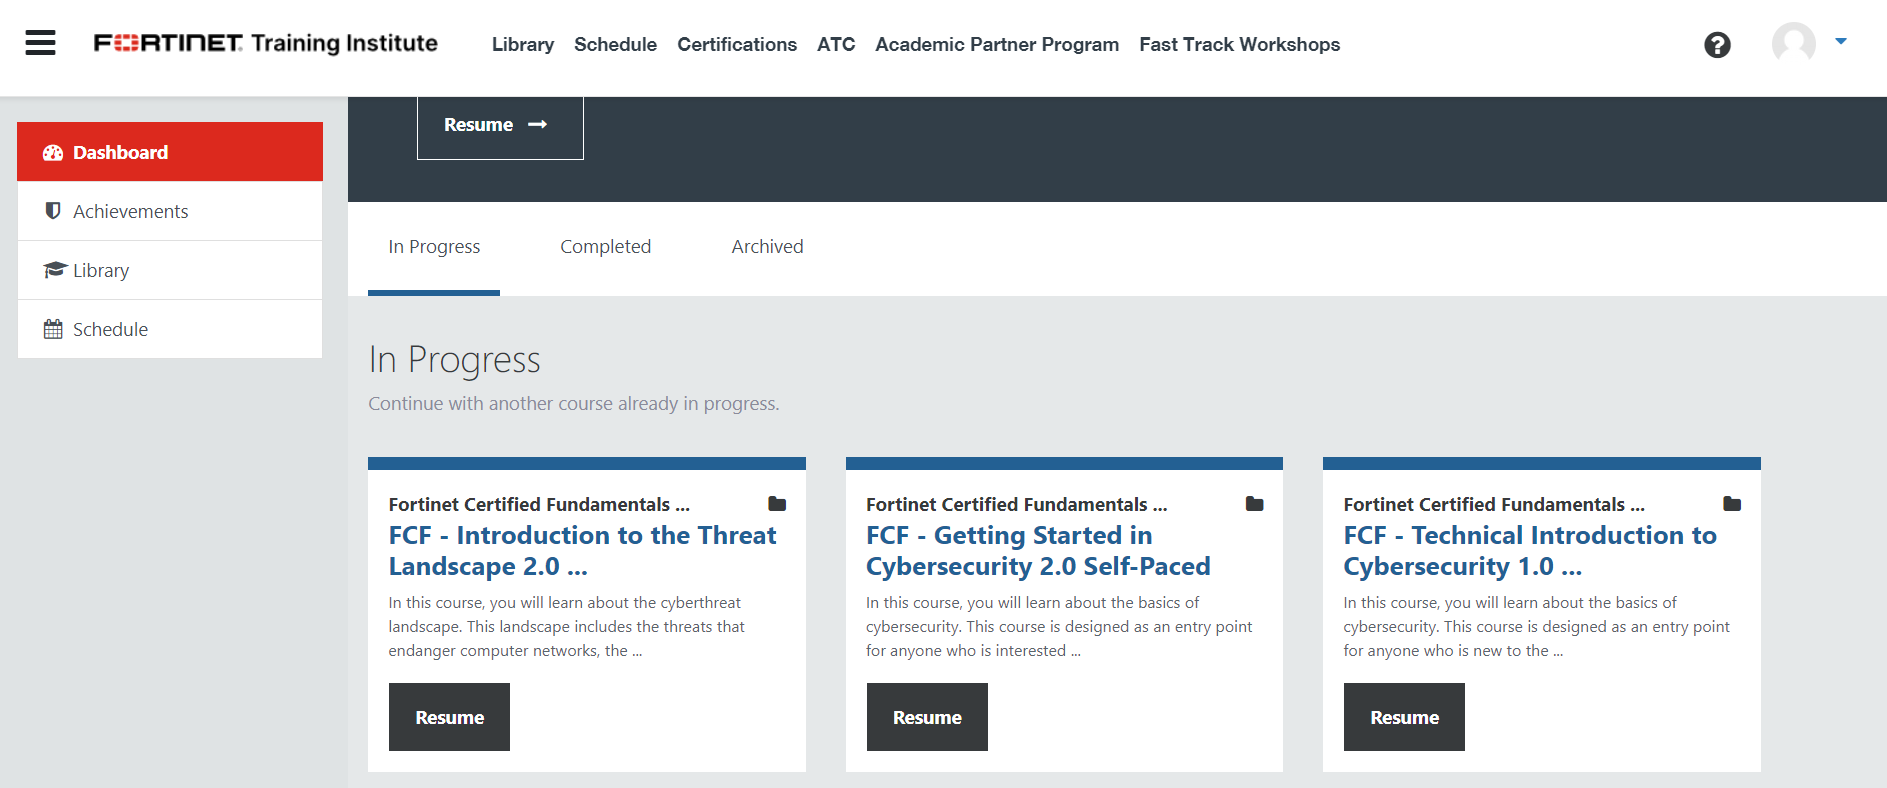 FORTINET Training Institute
Library Schedule Certifications ATC Academic Partner Program Fast Track Workshops
Dashboard
Achievements
Library
Schedule
Resume
In Progress Completed Archived
In Progress
Continue with another course already in progress.
Fortinet Certified Fundamentals ...
FCF - Introduction to the Threat
Landscape 2.0 ...
In this course, you will learn about the cyberthreat
landscape. This landscape includes the threats that
endanger computer networks, the ...
Resume
Fortinet Certified Fundamentals ...
FCF - Getting Started in
Cybersecurity 2.0 Self-Paced
In this course, you will learn about the basics of
cybersecurity. This course is designed as an entry point
for anyone who is interested ...
Resume
Fortinet Certified Fundamentals ...
FCF - Technical Introduction to
Cybersecurity 1.0 ...
In this course, you will learn about the basics of
cybersecurity. This course is designed as an entry point
for anyone who is new to the ...
Resume